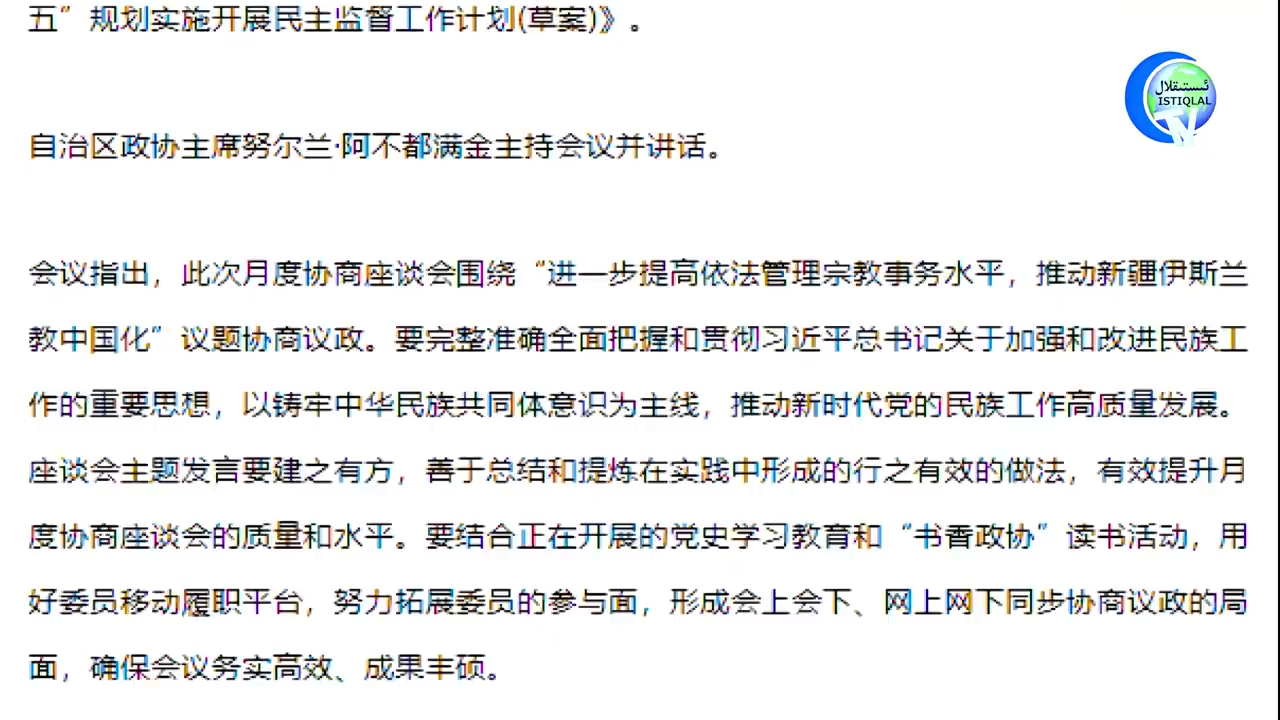 五”规划实施开展民主监督工作计划(草案)》。
ئىستىقلال
ISTIQLAL
TV
自治区政协主席努尔兰·阿不都满金主持会议并讲话。
会议指出，此次月度协商座谈会围绕“进一步提高依法管理宗教事务水平，推动新疆伊斯兰
教中国化”议题协商议政。要完整准确全面把握和贯彻习近平总书记关于加强和改进民族工
作的重要思想，以铸牢中华民族共同体意识为主线，推动新时代党的民族工作高质量发展。
座谈会主题发言要建之有方，善于总结和提炼在实践中形成的行之有效的做法，有效提升月
度协商座谈会的质量和水平。要结合正在开展的党史学习教育和“书香政协”读书活动，用
好委员移动履职平台，努力拓展委员的参与面，形成会上会下、网上网下同步协商议政的局
面，确保会议务实高效、成果丰硕。